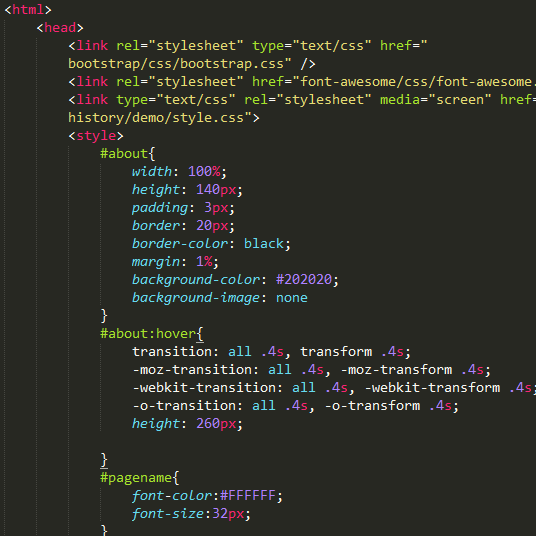 <html>
<head>
<link rel="stylesheet" type="text/css" href="
bootstrap/css/bootstrap.css" />
<link rel="stylesheet" href="font-awesome/css/font-awesome.
<link type="text/css" rel="stylesheet" media="screen" href=
history/demo/style.css">
<style>
#about{
width: 100%;
height: 140px;
padding: 3px;
border: 20px;
border-color: black;
margin: 1%;
background-color: #202020;
background-image: none
}
#about:hover{
transition: all .4s, transform .4s;
-moz-transition: all .4s, -moz-transform .4s;
-webkit-transition: all .4s, -webkit-transform .4s;
-o-transition: all .4s, -o-transform .4s;
height: 260px;
}
#pagename{
font-color:#FFFFFF;
font-size:32px;
}